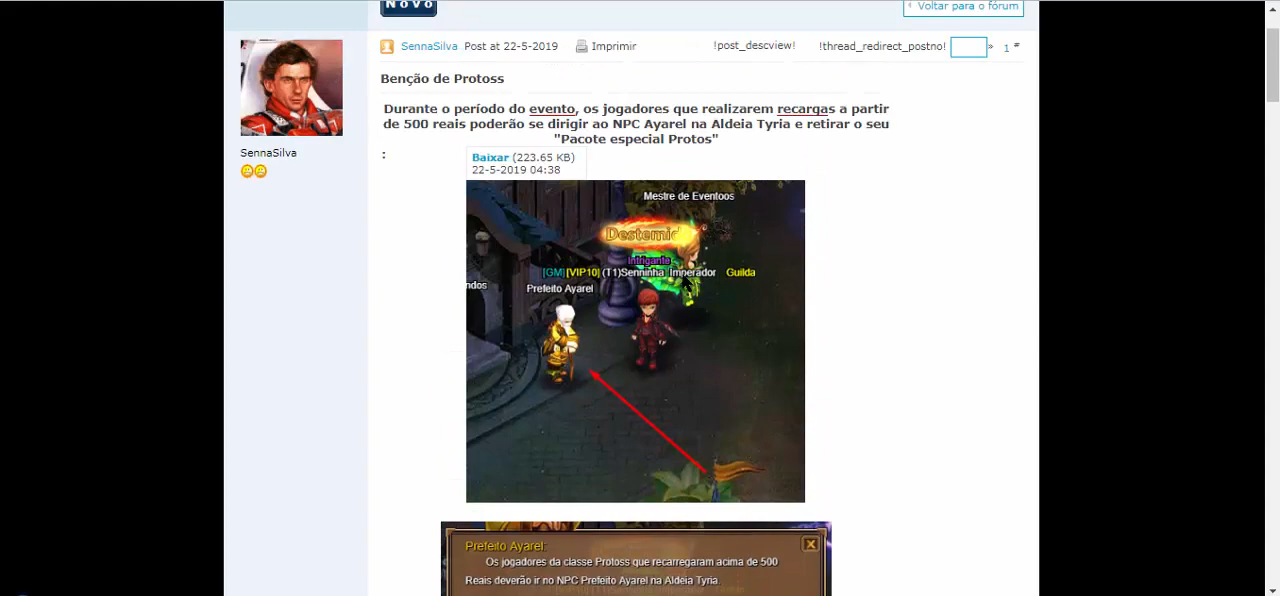 NOVO
‹ Voltar para o fórum
SennaSilva Post at 22-5-2019 Imprimir !post_descview! !thread_redirect_postno! » 1 #
Benção de Protoss
Durante o período do evento, os jogadores que realizarem recargas a partir
de 500 reais poderão se dirigir ao NPC Ayarel na Aldeia Tyria e retirar o seu
"Pacote especial Protos"
SennaSilva
:
Baixar (223.65 KB)
22-5-2019 04:38
Mestre de Eventoos
Destemid
Intrigante
[GM] [VIP10] (T1)Senninha Imperador Guilda
ndos
Prefeito Ayarel
Prefeito Ayarel:
Os jogadores da classe Protoss que recarregaram acima de 500
Reais deverão ir no NPC Prefeito Ayarel na Aldeia Tyria.